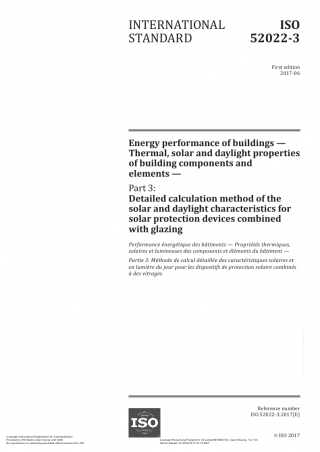 INTERNATIONAL
STANDARD
ISO
52022-3
First edition
2017-06
Energy performance of buildings —
Thermal, solar and daylight properties
of building components and
elements —
Part 3:
Detailed calculation method of the
solar and daylight characteristics for
solar protection devices combined
with glazing
Performance énergétique des bâtiments — Propriétés thermiques,
solaires et lumineuses des composants et éléments du bâtiment —
Partie 3: Méthode de calcul détaillée des caractéristiques solaires et
en lumière du jour pour les dispositifs de protection solaire combinés
à des vitrages
Reference number
ISO 52022-3:2017(E)
ISO
© ISO 2017